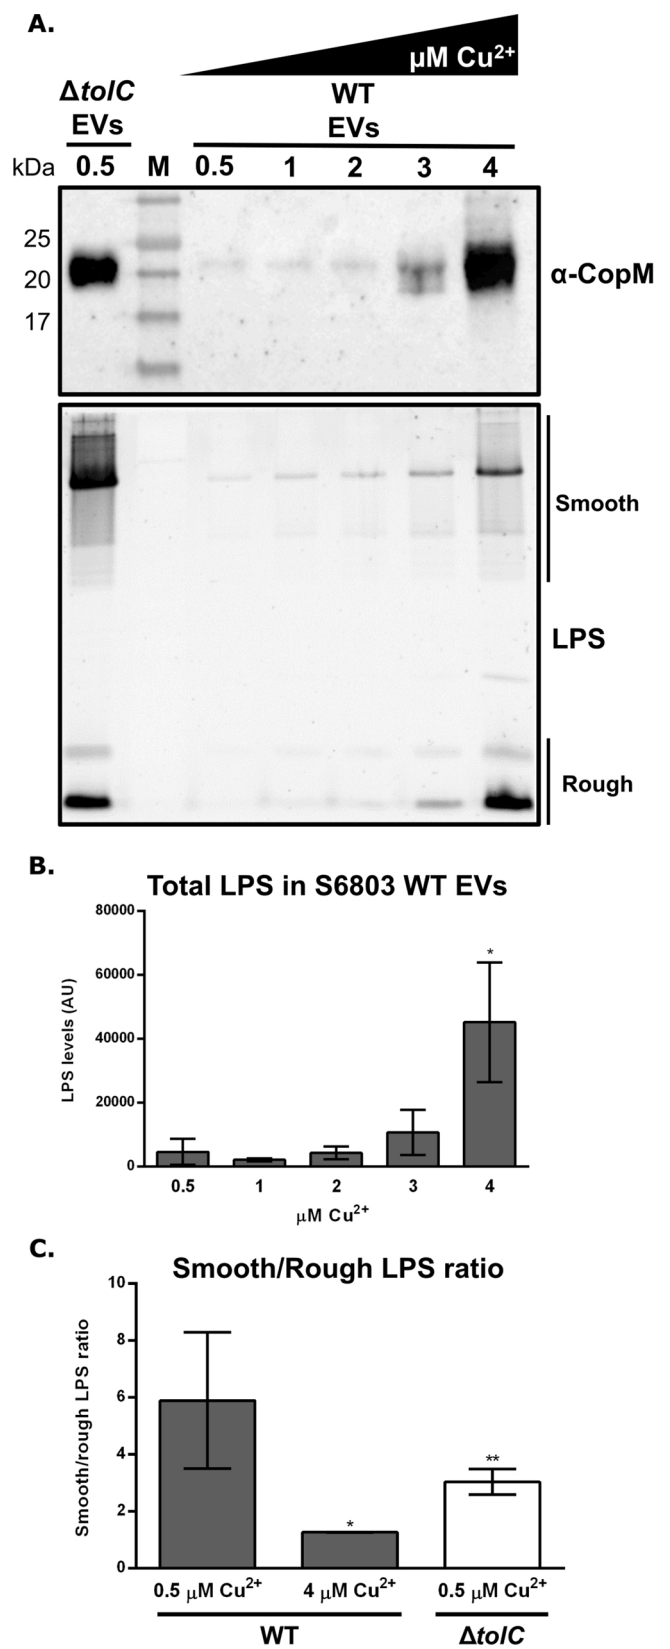 A.
µM Cu²⁺
ΔtolC
EVs
WT
EVs
kDa 0.5 M 0.5 1 2 3 4
25
20
17
α-CopM
Smooth
LPS
Rough
B.
Total LPS in S6803 WT EVs
80000
60000
40000
20000
0
LPS levels (AU)
*
0.5 1 2 3 4
µM Cu²⁺
C.
Smooth/Rough LPS ratio
10
8
6
4
2
0
Smooth/rough LPS ratio
*
**
0.5 µM Cu²⁺ 4 µM Cu²⁺ 0.5 µM Cu²⁺
WT ΔtolC